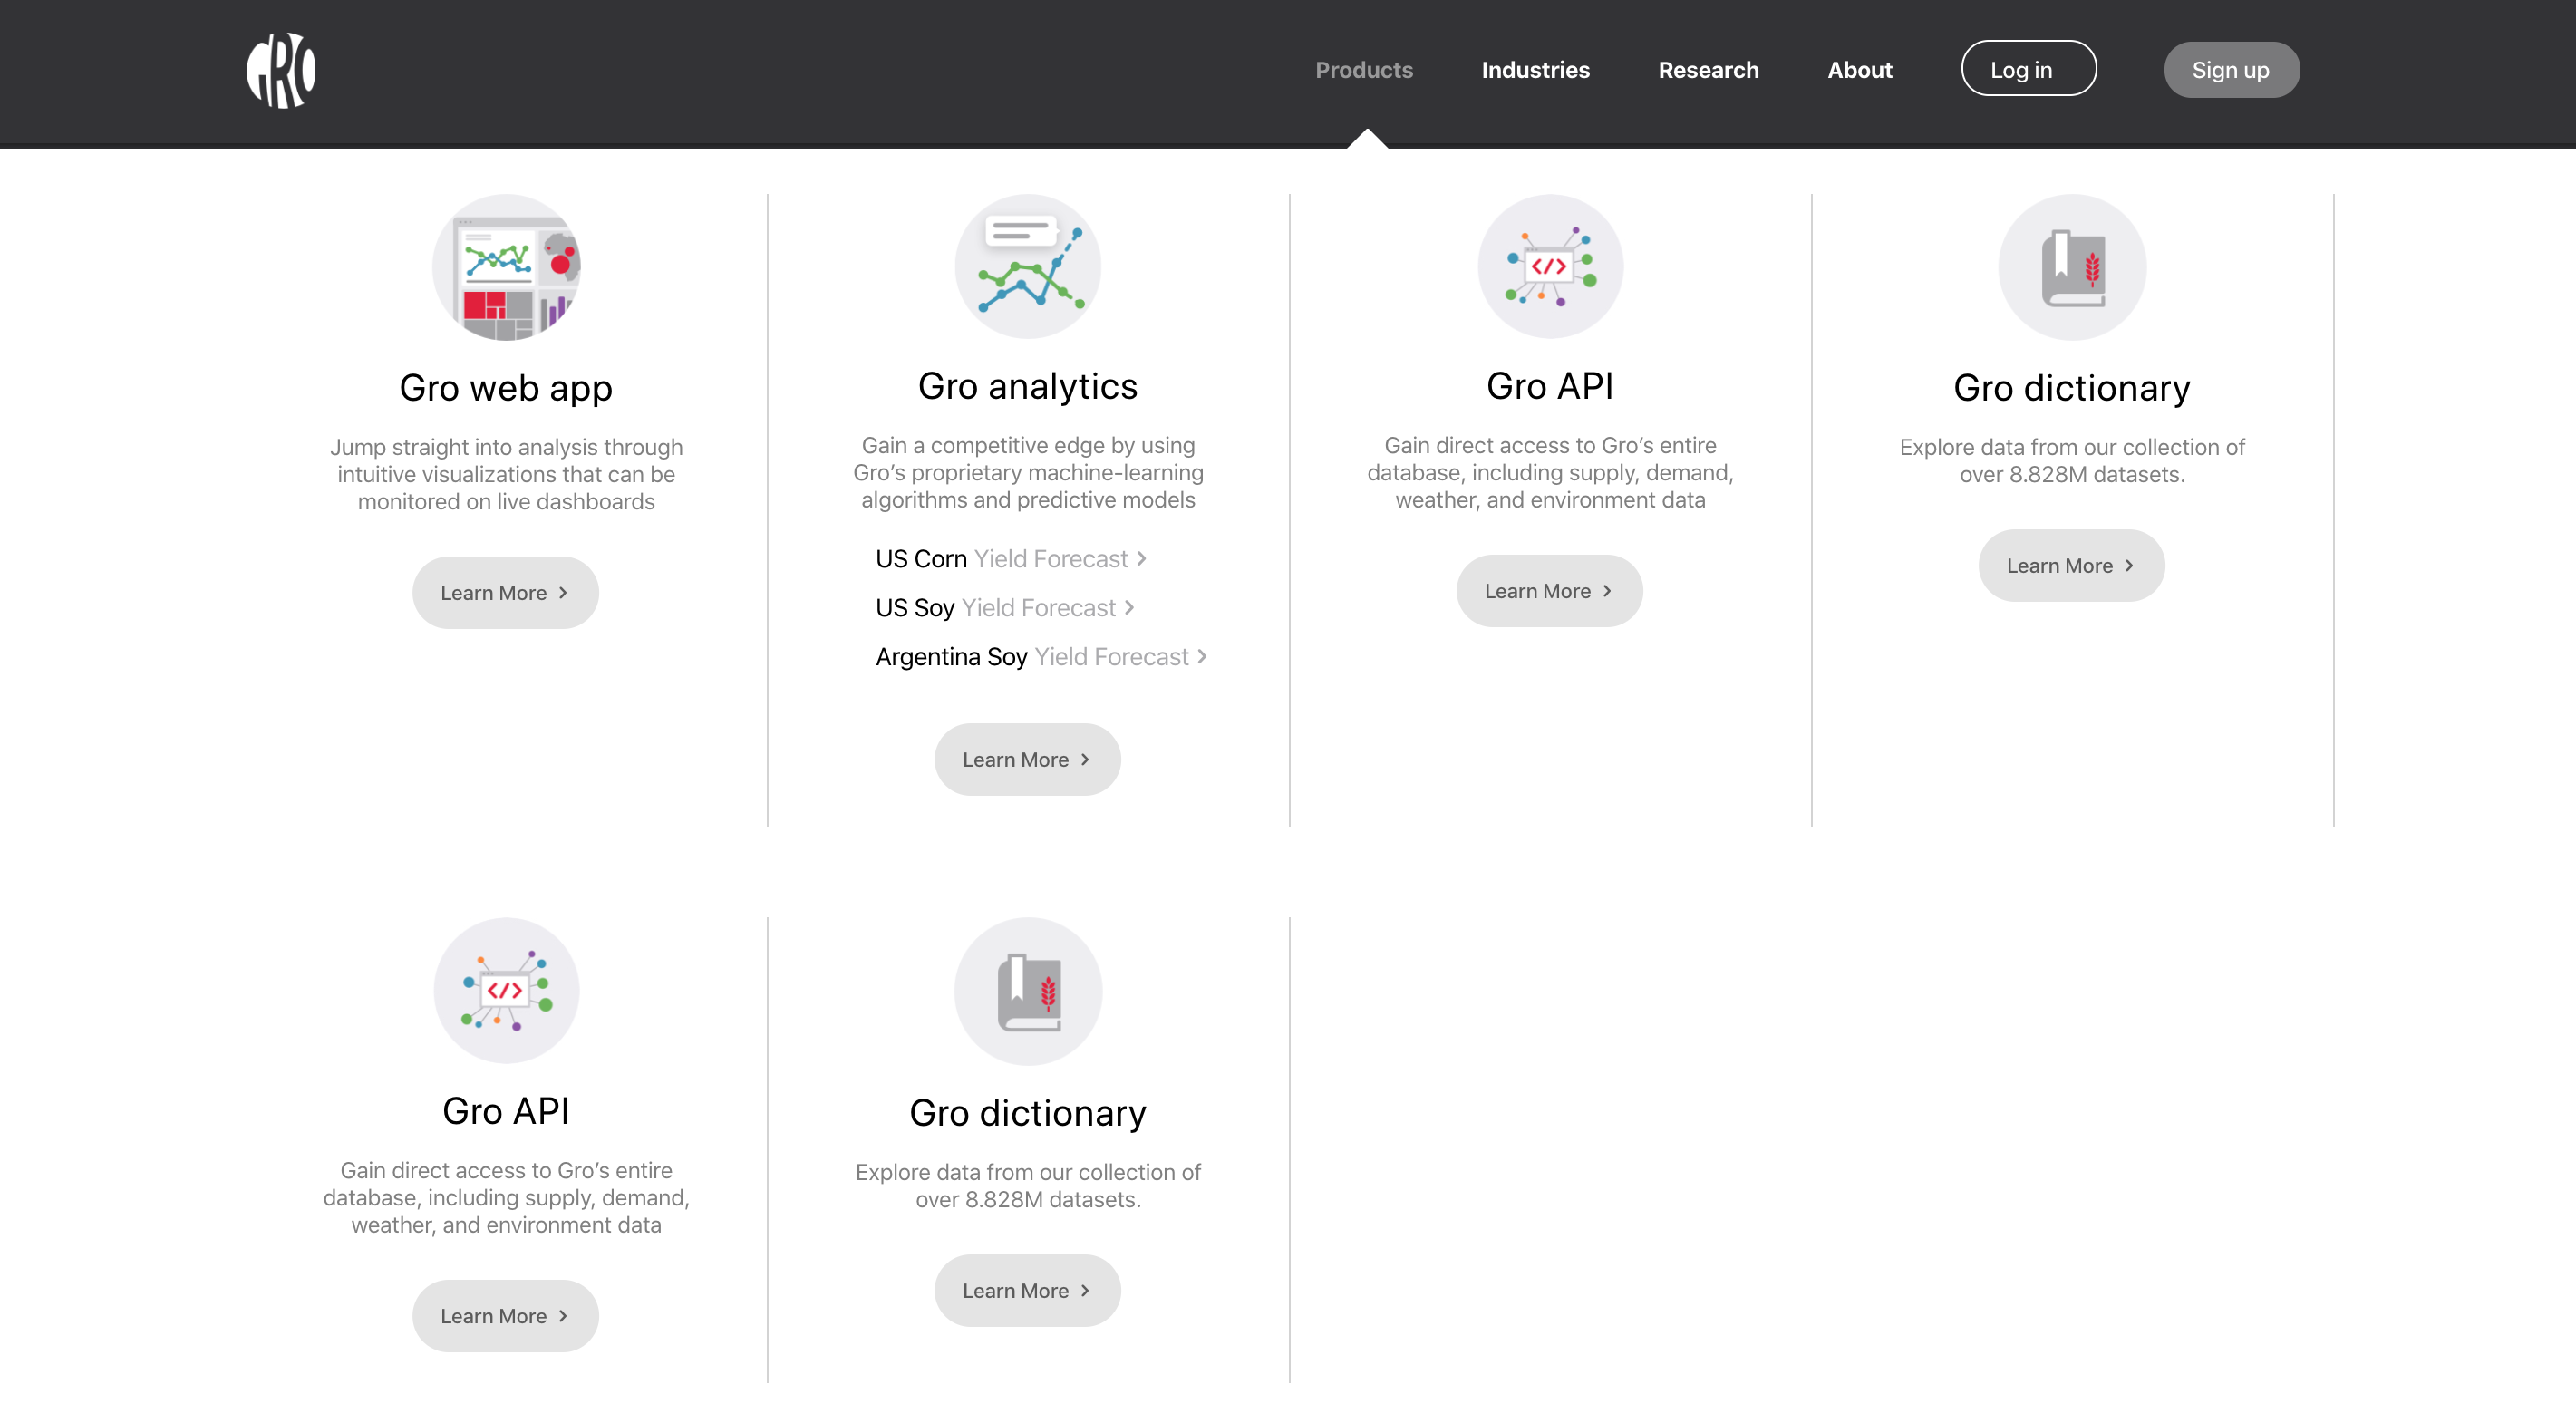 GRO
Products
Industries
Research
About
Log in
Sign up
Gro web app
Jump straight into analysis through
intuitive visualizations that can be
monitored on live dashboards
Learn More
Gro analytics
Gain a competitive edge by using
Gro’s proprietary machine-learning
algorithms and predictive models
US Corn Yield Forecast
US Soy Yield Forecast
Argentina Soy Yield Forecast
Learn More
</>
Gro API
Gain direct access to Gro’s entire
database, including supply, demand,
weather, and environment data
Learn More
Gro dictionary
Explore data from our collection of
over 8.828M datasets.
Learn More
</>
Gro API
Gain direct access to Gro’s entire
database, including supply, demand,
weather, and environment data
Learn More
Gro dictionary
Explore data from our collection of
over 8.828M datasets.
Learn More